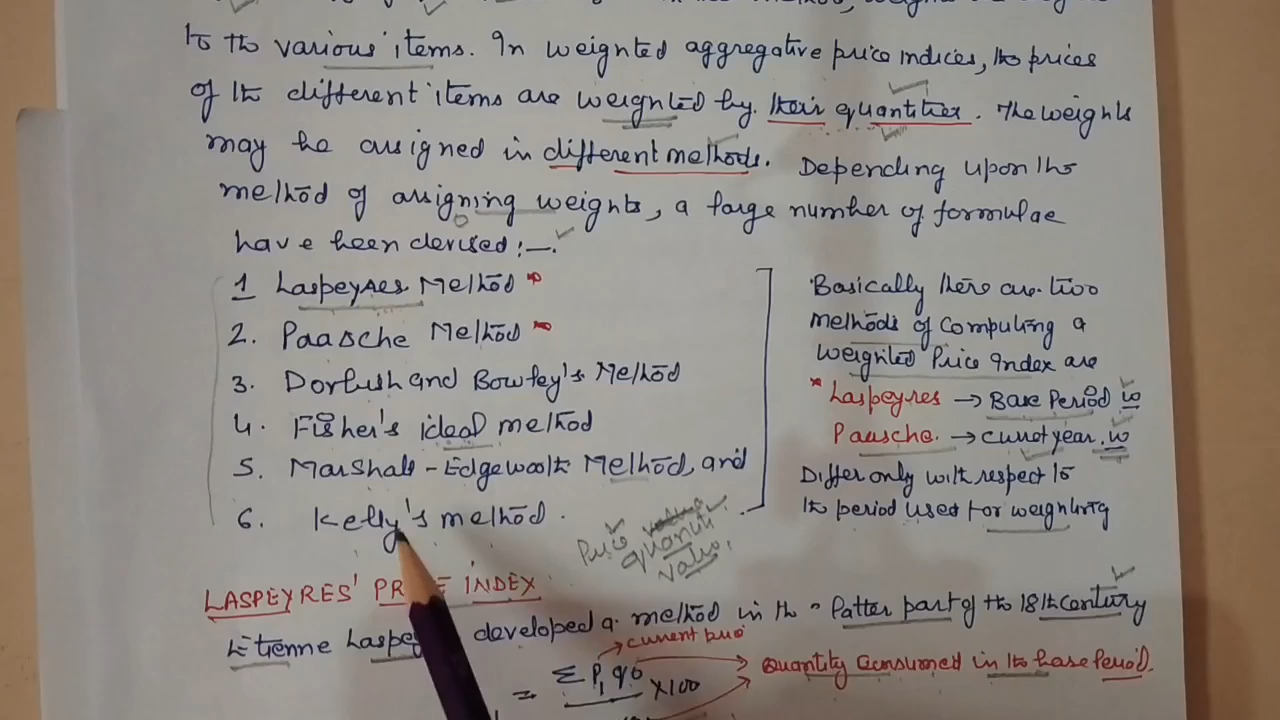 to the various items. In weighted aggregative price indices, the prices
of the different items are weighted by their quantities. The weights
may be assigned in different methods. Depending upon the
method of assigning weights, a large number of formulae
have been devised :—.
1 Laspeyres Method *
2. Paasche Method *
3. Dorbush and Bowley's Method
4. Fisher's ideal method
5. Marshall - Edgewoth Method, and
6. Kelly's method.
Basically there are two
methods of computing a
weighted Price Index are
* Laspeyres → Base Period w
Paasche. → current year. w
Differ only with respect to
the period used for weighting
Price
quantity
value,
LASPEYRES' PRICE INDEX
Etienne developed a method in the latter part of the 18th Century
→ current price
= Σ P₁ q₀ × 100
Quantity Consumed in the base Period.